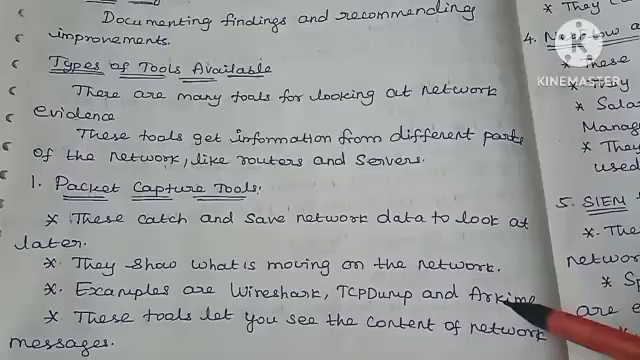 Documenting findings and recommending
improvements.
Types of Tools Available
There are many tools for looking at network
evidence.
These tools get information from different parts
of the network, like routers and servers.
1. Packet Capture Tools:
* These catch and save network data to look at
later.
* They show what is moving on the network.
* Examples are Wireshark, TCPDump and Arkime
* These tools let you see the content of network
messages.
* They
4.
* These
* They
* Sala
Manag
* They
used
5. SIEM
* The
networ
* Sp
are e
KINEMASTER